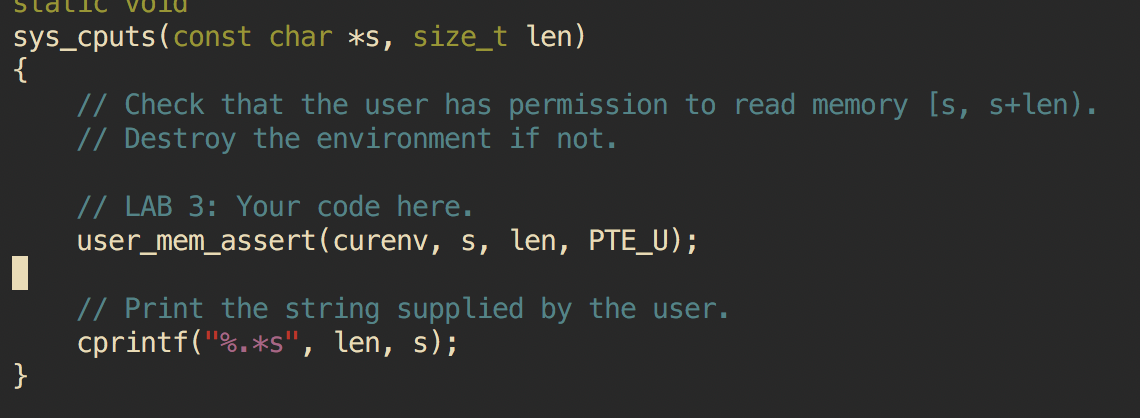 static void
sys_cputs(const char *s, size_t len)
{
    // Check that the user has permission to read memory [s, s+len).
    // Destroy the environment if not.

    // LAB 3: Your code here.
    user_mem_assert(curenv, s, len, PTE_U);

    // Print the string supplied by the user.
    cprintf("%.*s", len, s);
}